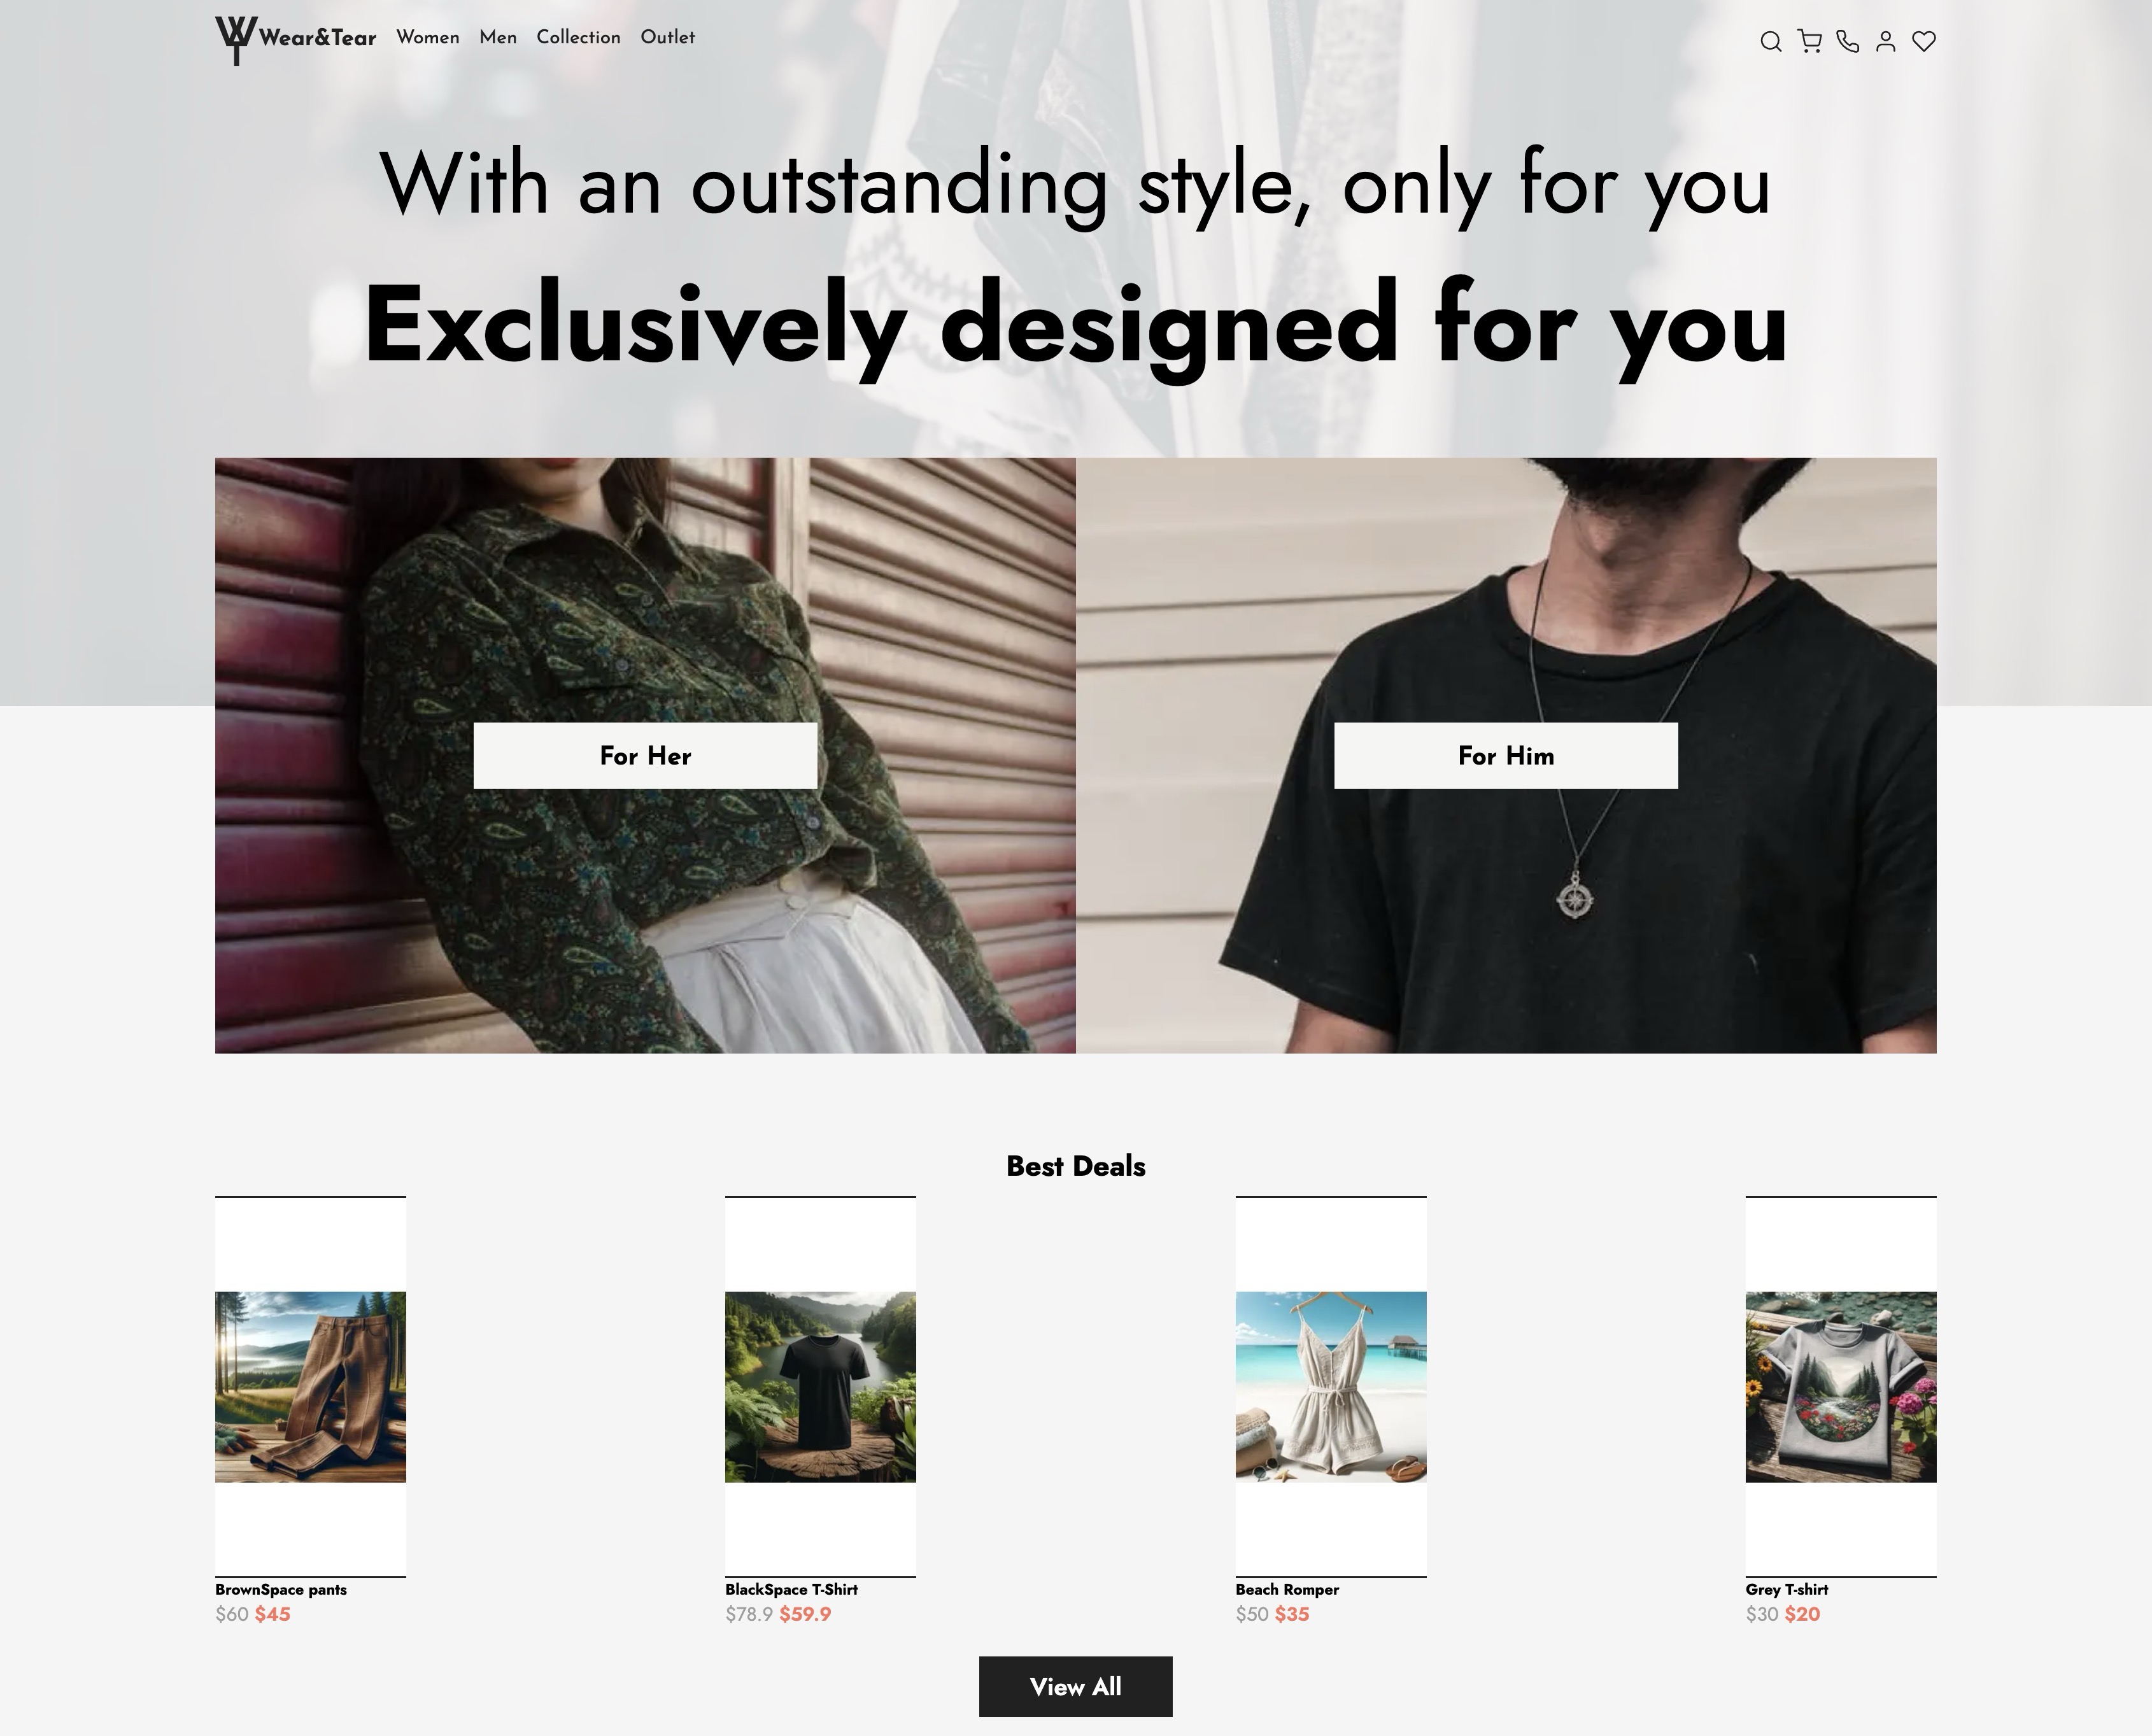 Wear&Tear Women Men Collection Outlet
With an outstanding style, only for you
Exclusively designed for you
For Her
For Him
Best Deals
BrownSpace pants
$60 $45
BlackSpace T-Shirt
$78.9 $59.9
Beach Romper
$50 $35
Grey T-shirt
$30 $20
View All